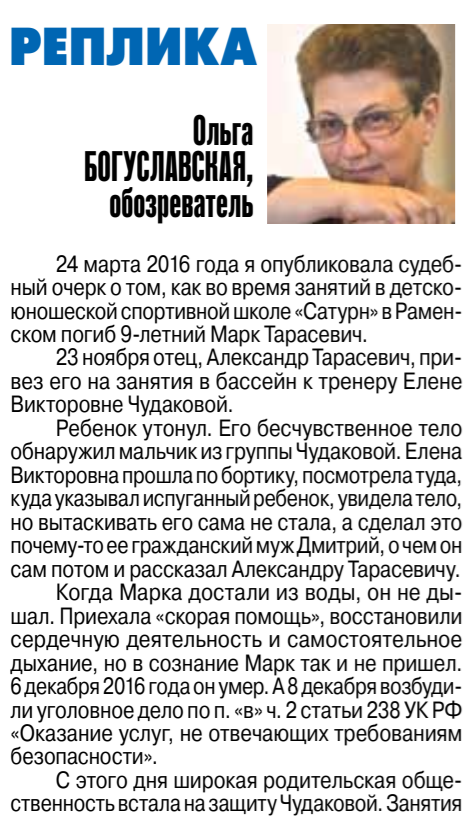 РЕПЛИКА
Ольга
БОГУСЛАВСКАЯ,
обозреватель
24 марта 2016 года я опубликовала судеб-
ный очерк о том, как во время занятий в детско-
юношеской спортивной школе «Сатурн» в Рамен-
ском погиб 9-летний Марк Тарасевич.
23 ноября отец, Александр Тарасевич, при-
вез его на занятия в бассейн к тренеру Елене
Викторовне Чудаковой.
Ребенок утонул. Его бесчувственное тело
обнаружил мальчик из группы Чудаковой. Елена
Викторовна прошла по бортику, посмотрела туда,
куда указывал испуганный ребенок, увидела тело,
но вытаскивать его сама не стала, а сделал это
почему-то ее гражданский муж Дмитрий, о чем он
сам потом и рассказал Александру Тарасевичу.
Когда Марка достали из воды, он не ды-
шал. Приехала «скорая помощь», восстановили
сердечную деятельность и самостоятельное
дыхание, но в сознание Марк так и не пришел.
6 декабря 2016 года он умер. А 8 декабря возбуди-
ли уголовное дело по п. «в» ч. 2 статьи 238 УК РФ
«Оказание услуг, не отвечающих требованиям
безопасности».
С этого дня широкая родительская обще-
ственность встала на защиту Чудаковой. Занятия